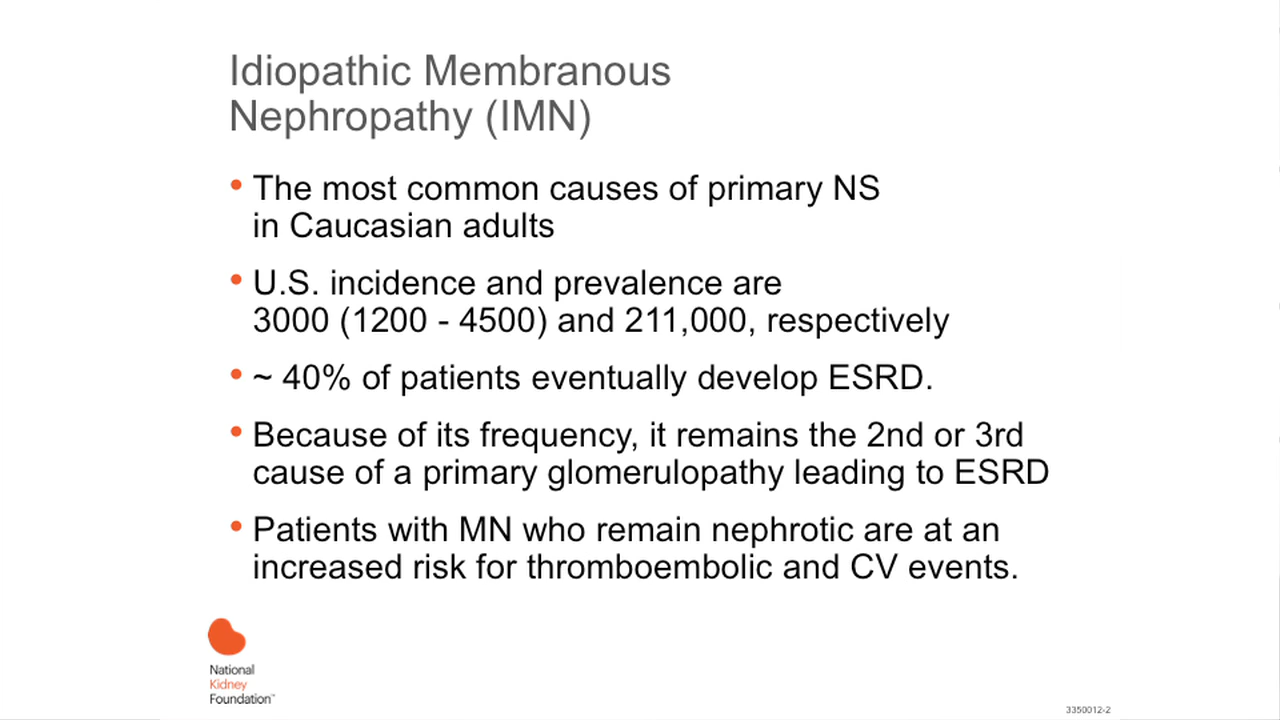 Idiopathic Membranous
Nephropathy (IMN)
• The most common causes of primary NS
in Caucasian adults
• U.S. incidence and prevalence are
3000 (1200 - 4500) and 211,000, respectively
• ~ 40% of patients eventually develop ESRD.
• Because of its frequency, it remains the 2nd or 3rd
cause of a primary glomerulopathy leading to ESRD
• Patients with MN who remain nephrotic are at an
increased risk for thromboembolic and CV events.
National
Kidney
Foundation™
3350012-2